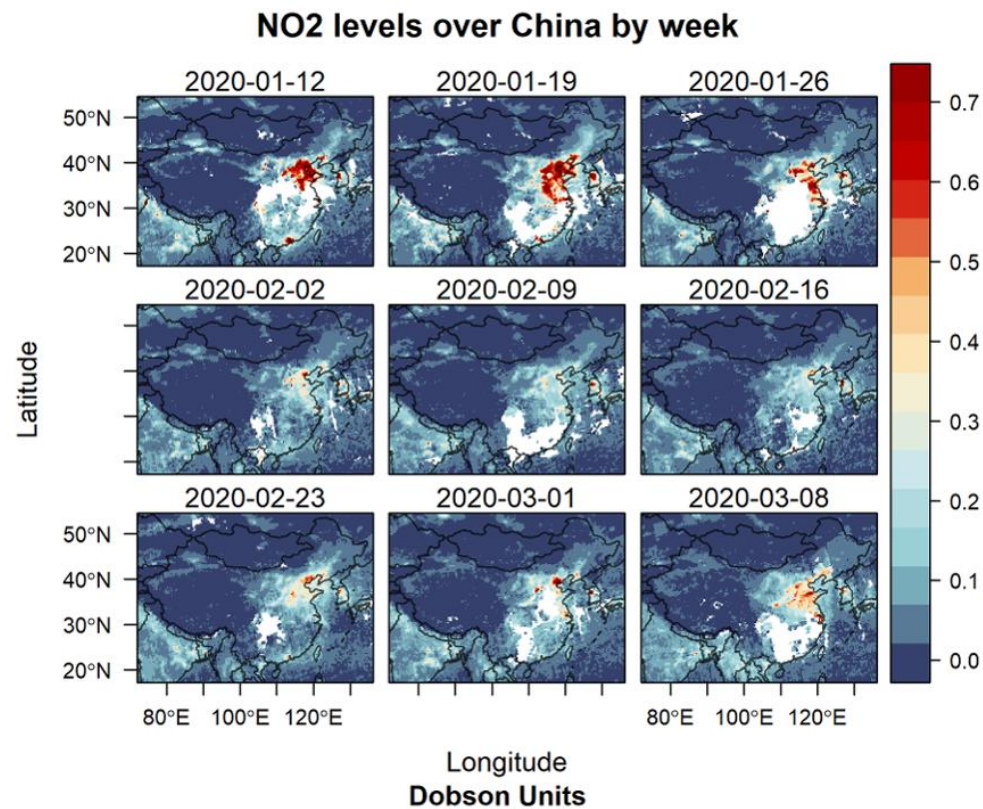 NO2 levels over China by week
2020-01-12 2020-01-19 2020-01-26
50°N
40°N
30°N
20°N
0.7
0.6
0.5
0.4
0.3
0.2
0.1
0.0
2020-02-02 2020-02-09 2020-02-16
Latitude
2020-02-23 2020-03-01 2020-03-08
50°N
40°N
30°N
20°N
80°E 100°E 120°E
80°E 100°E 120°E
Longitude
Dobson Units